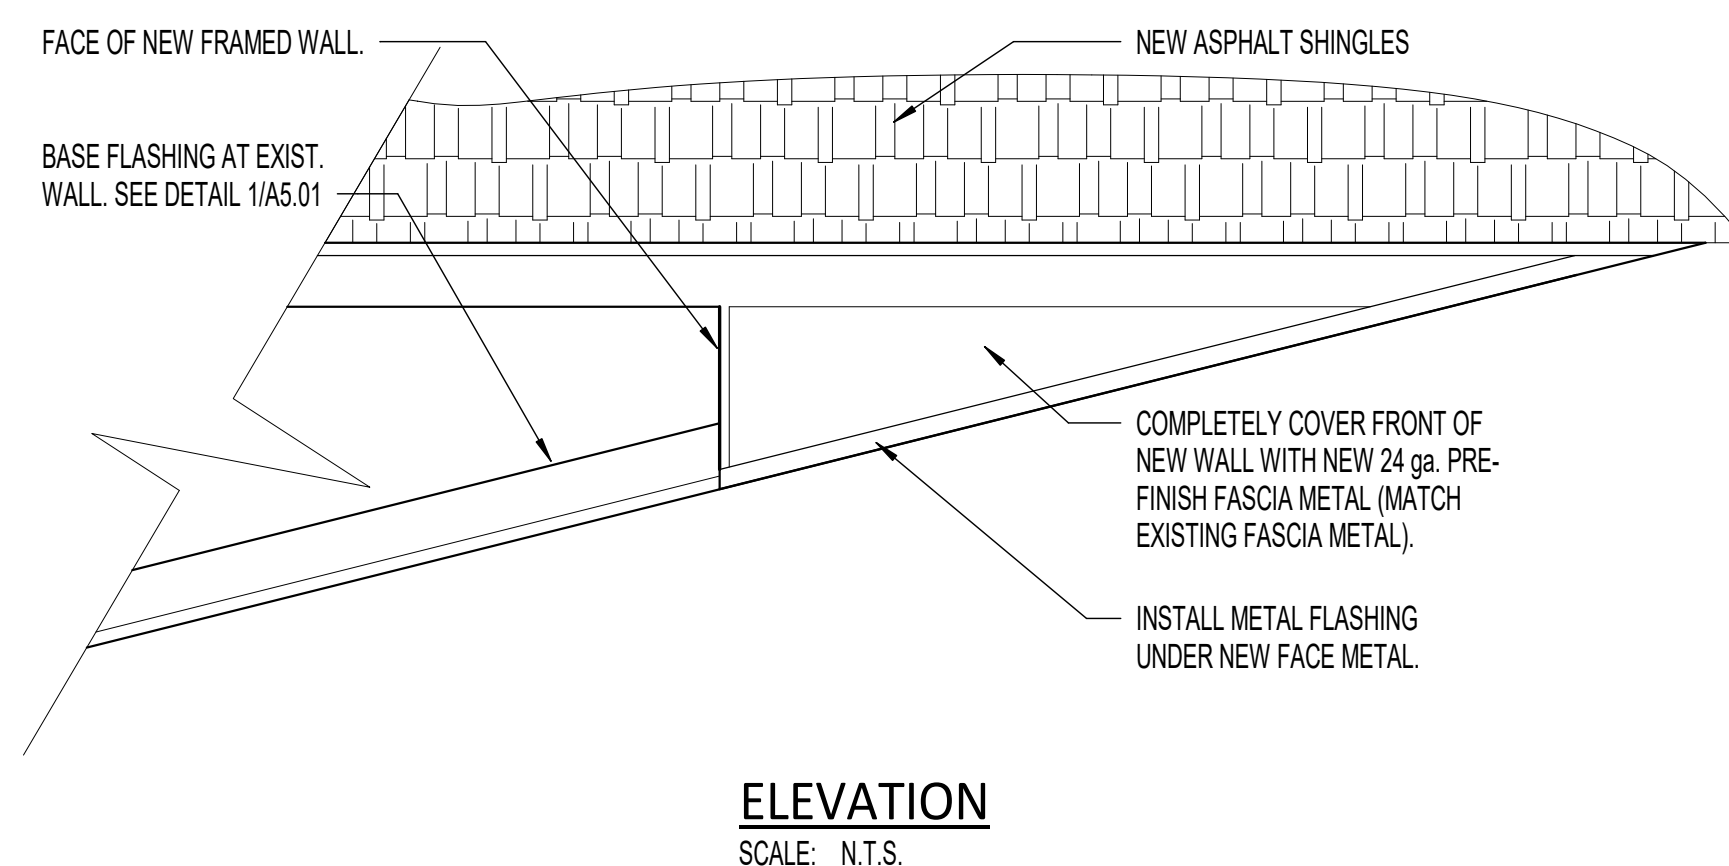 FACE OF NEW FRAMED WALL.
NEW ASPHALT SHINGLES
BASE FLASHING AT EXIST.
WALL. SEE DETAIL 1/A5.01
COMPLETELY COVER FRONT OF
NEW WALL WITH NEW 24 ga. PRE-
FINISH FASCIA METAL (MATCH
EXISTING FASCIA METAL).
INSTALL METAL FLASHING
UNDER NEW FACE METAL.
ELEVATION
SCALE: N.T.S.